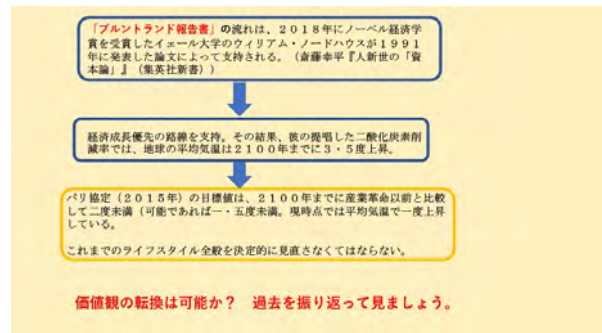 「ブルントランド報告書」の流れは、２０１８年にノーベル経済学
賞を受賞したイェール大学のウィリアム・ノードハウスが１９９１
年に発表した論文によって支持される。（斎藤幸平『人新世の「資
本論」』（集英社新書））
経済成長優先の路線を支持。その結果、彼の提唱した二酸化炭素削
減率では、地球の平均気温は２１００年までに３・５度上昇。
パリ協定（２０１５年）の目標値は、２１００年までに産業革命以前と比較
して二度未満（可能であれば一・五度未満。現時点では平均気温で一度上昇
している。
これまでのライフスタイル全般を決定的に見直さなくてはならない。
価値観の転換は可能か？　過去を振り返って見ましょう。